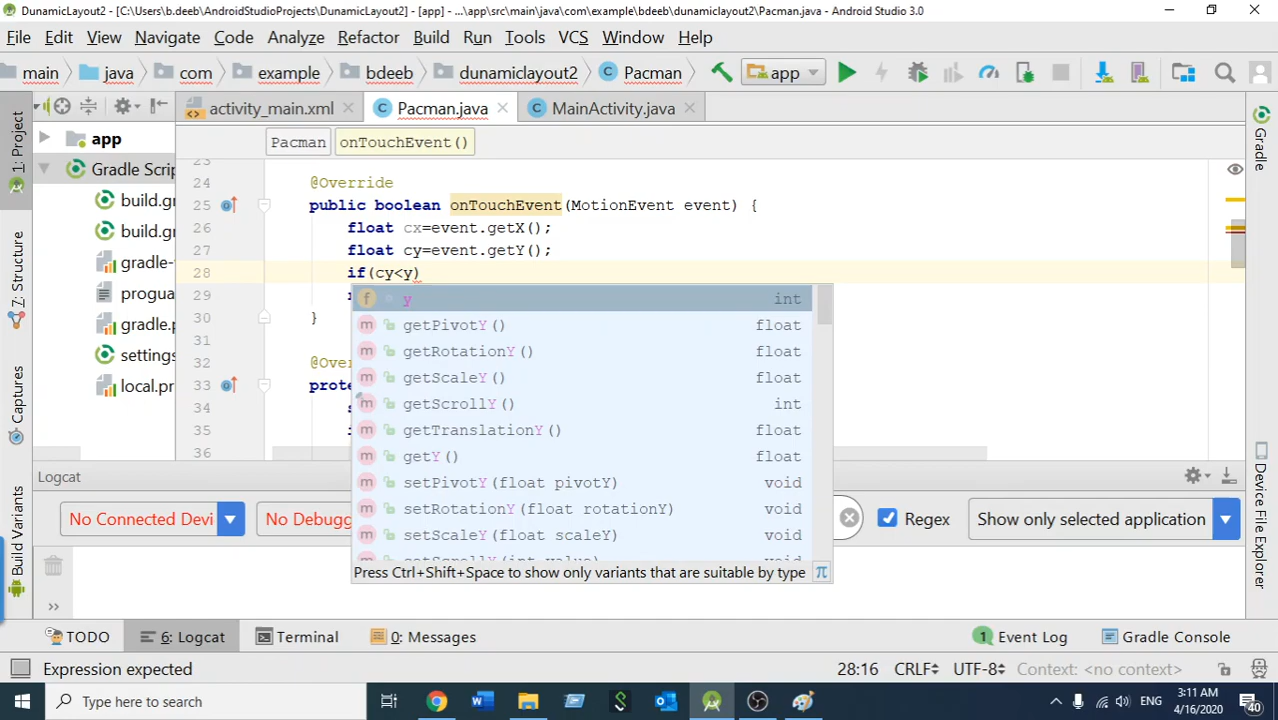 DunamicLayout2 - [C:\Users\b.deeb\AndroidStudioProjects\DunamicLayout2] - [app] - ...\app\src\main\java\com\example\bdeeb\dunamiclayout2\Pacman.java - Android Studio 3.0
File Edit View Navigate Code Analyze Refactor Build Run Tools VCS Window Help
main java com example bdeeb dunamiclayout2 Pacman app
1: Project
7: Structure
Captures
Build Variants
Gradle
Device File Explorer
activity_main.xml Pacman.java MainActivity.java
app
Gradle Scrip
build.gr
build.gr
gradle-
progua
gradle.p
settings
local.pr
Pacman onTouchEvent()
23
24 @Override
25 public boolean onTouchEvent(MotionEvent event) {
26 float cx=event.getX();
27 float cy=event.getY();
28 if(cy<y)
29
30 }
31
32 @Ove
33 prote
34
35
36
y int
getPivotY() float
getRotationY() float
getScaleY() float
getScrollY() int
getTranslationY() float
getY() float
setPivotY(float pivotY) void
setRotationY(float rotationY) void
setScaleY(float scaleY) void
setScrollY(int value) void
Press Ctrl+Shift+Space to show only variants that are suitable by type π
Logcat
No Connected Devi No Debugg Regex Show only selected application
>>
TODO 6: Logcat Terminal 0: Messages 1 Event Log Gradle Console
Expression expected 28:16 CRLF UTF-8 Context: <no context>
Type here to search
ENG
3:11 AM
4/16/2020
40